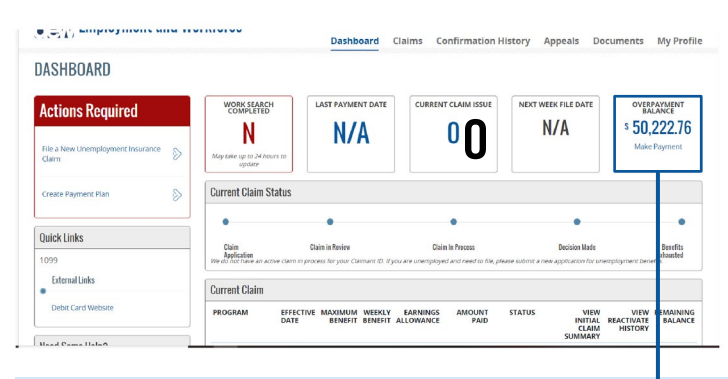 Employment and Workforce
Dashboard Claims Confirmation History Appeals Documents My Profile
DASHBOARD
Actions Required
File a New Unemployment Insurance
Claim
Create Payment Plan
Quick Links
1099
External Links
Debit Card Website
Need Some Help?
WORK SEARCH
COMPLETED
N
May take up to 24 hours to
update
LAST PAYMENT DATE
N/A
CURRENT CLAIM ISSUE
0 0
NEXT WEEK FILE DATE
N/A
OVERPAYMENT
BALANCE
$ 50,222.76
Make Payment
Current Claim Status
Claim
Application
Claim in Review
Claim In Process
Decision Made
Benefits
Exhausted
We do not have an active claim in process for your Claimant ID. If you are unemployed and need to file, please submit a new application for unemployment benefits.
Current Claim
PROGRAM
EFFECTIVE
DATE
MAXIMUM
BENEFIT
WEEKLY
BENEFIT
EARNINGS
ALLOWANCE
AMOUNT
PAID
STATUS
VIEW
INITIAL
CLAIM
SUMMARY
VIEW
REACTIVATE
HISTORY
REMAINING
BALANCE